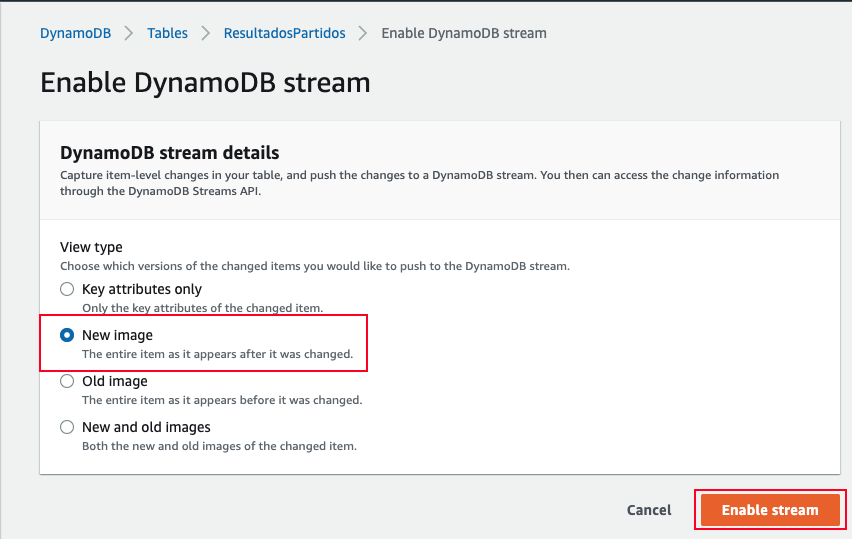 DynamoDB > Tables > ResultadosPartidos > Enable DynamoDB stream
Enable DynamoDB stream
DynamoDB stream details
Capture item-level changes in your table, and push the changes to a DynamoDB stream. You then can access the change information
through the DynamoDB Streams API.
View type
Choose which versions of the changed items you would like to push to the DynamoDB stream.
Key attributes only
Only the key attributes of the changed item.
New image
The entire item as it appears after it was changed.
Old image
The entire item as it appears before it was changed.
New and old images
Both the new and old images of the changed item.
Cancel Enable stream